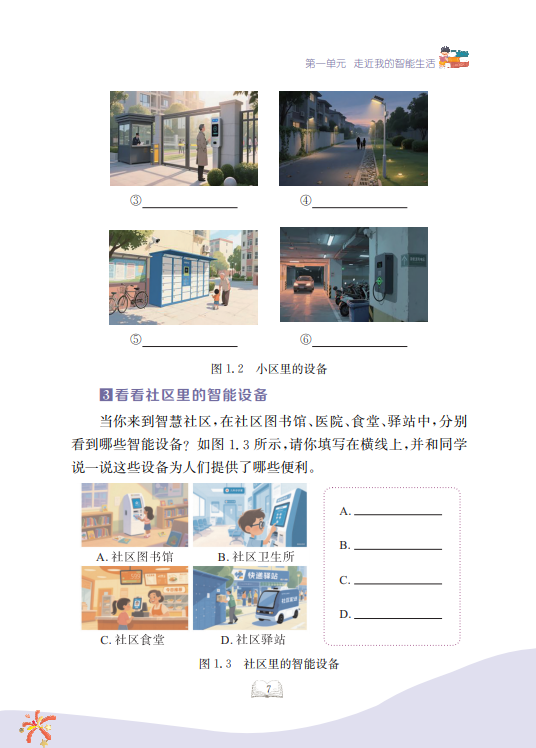 第一单元 走近我的智能生活
③
④
⑤
⑥
图 1.2 小区里的设备
3 看看社区里的智能设备
当你来到智慧社区，在社区图书馆、医院、食堂、驿站中，分别
看到哪些智能设备？如图 1.3 所示，请你填写在横线上，并和同学
说一说这些设备为人们提供了哪些便利。
快递驿站
A. 社区图书馆
B. 社区卫生所
C. 社区食堂
D. 社区驿站
A.
B.
C.
D.
图 1.3 社区里的智能设备
7